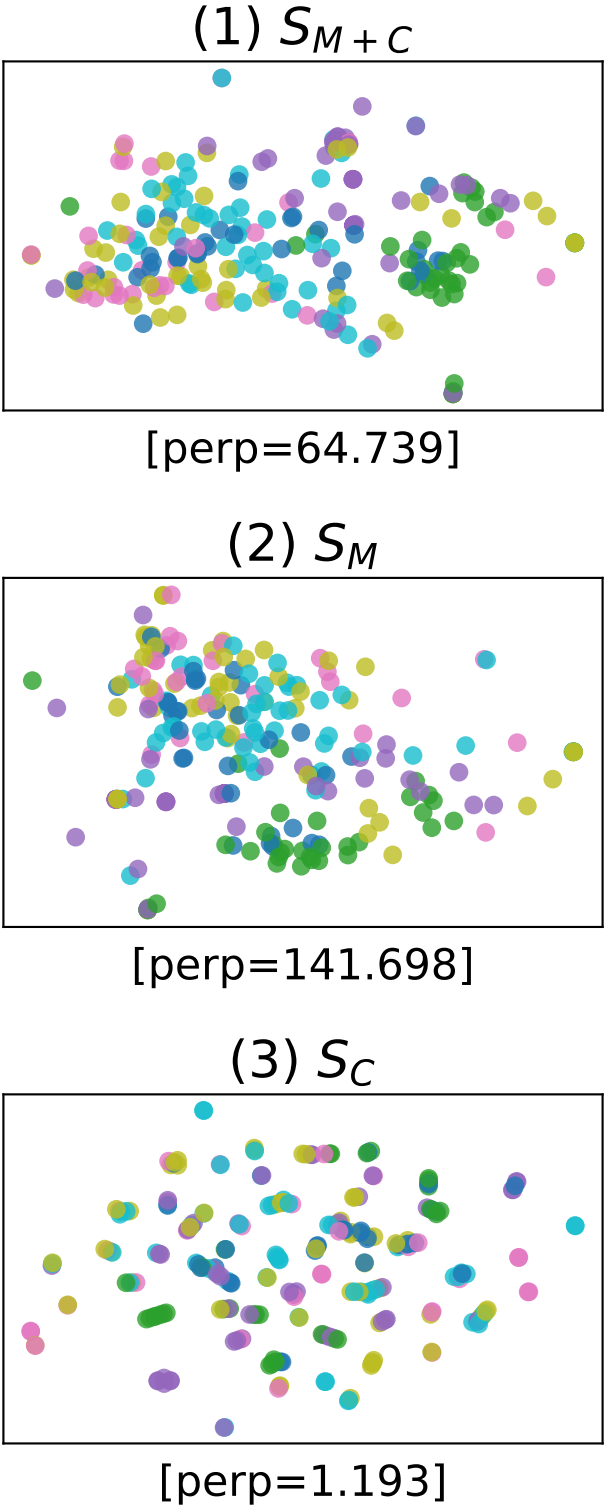 (1) S_{M+C}
[perp=64.739]
(2) S_M
[perp=141.698]
(3) S_C
[perp=1.193]